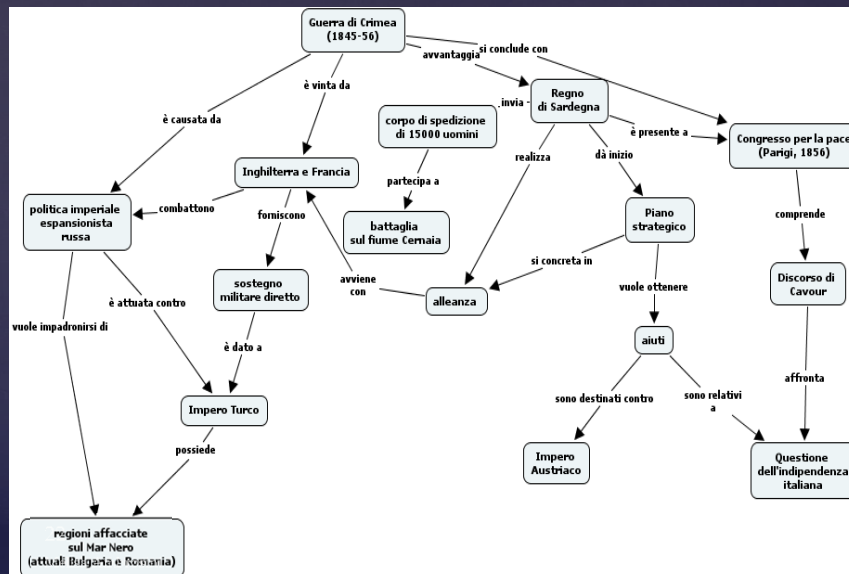 Guerra di Crimea
(1845-56)
si conclude con
avvantaggia
è vinta da
Regno
di Sardegna
invia
corpo di spedizione
di 15000 uomini
è causata da
è presente a
Congresso per la pace
(Parigi, 1856)
realizza
dà inizio
Inghilterra e Francia
partecipa a
combattono
politica imperiale
espansionista
russa
forniscono
battaglia
sul fiume Cernaia
Piano
strategico
comprende
si concreta in
sostegno
militare diretto
avviene
con
alleanza
Discorso di
Cavour
è attuata contro
vuole ottenere
vuole impadronirsi di
è dato a
aiuti
affronta
sono destinati contro
sono relativi
a
Impero Turco
possiede
Impero
Austriaco
Questione
dell'indipendenza
italiana
regioni affacciate
sul Mar Nero
(attuali Bulgaria e Romania)